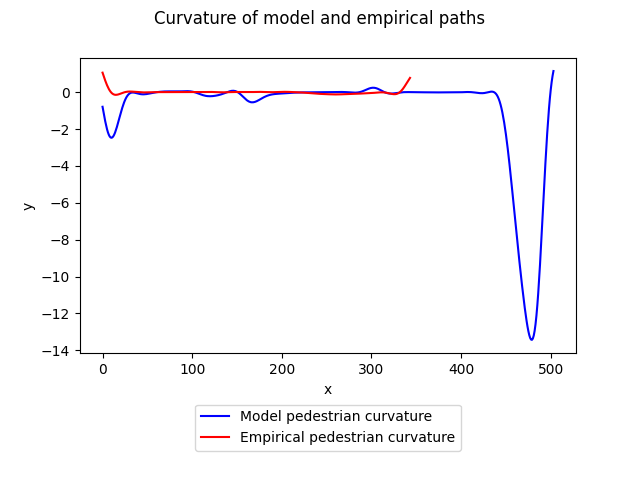 Curvature of model and empirical paths
0
−2
−4
−6
−8
−10
−12
−14
y
0 100 200 300 400 500
x
Model pedestrian curvature
Empirical pedestrian curvature